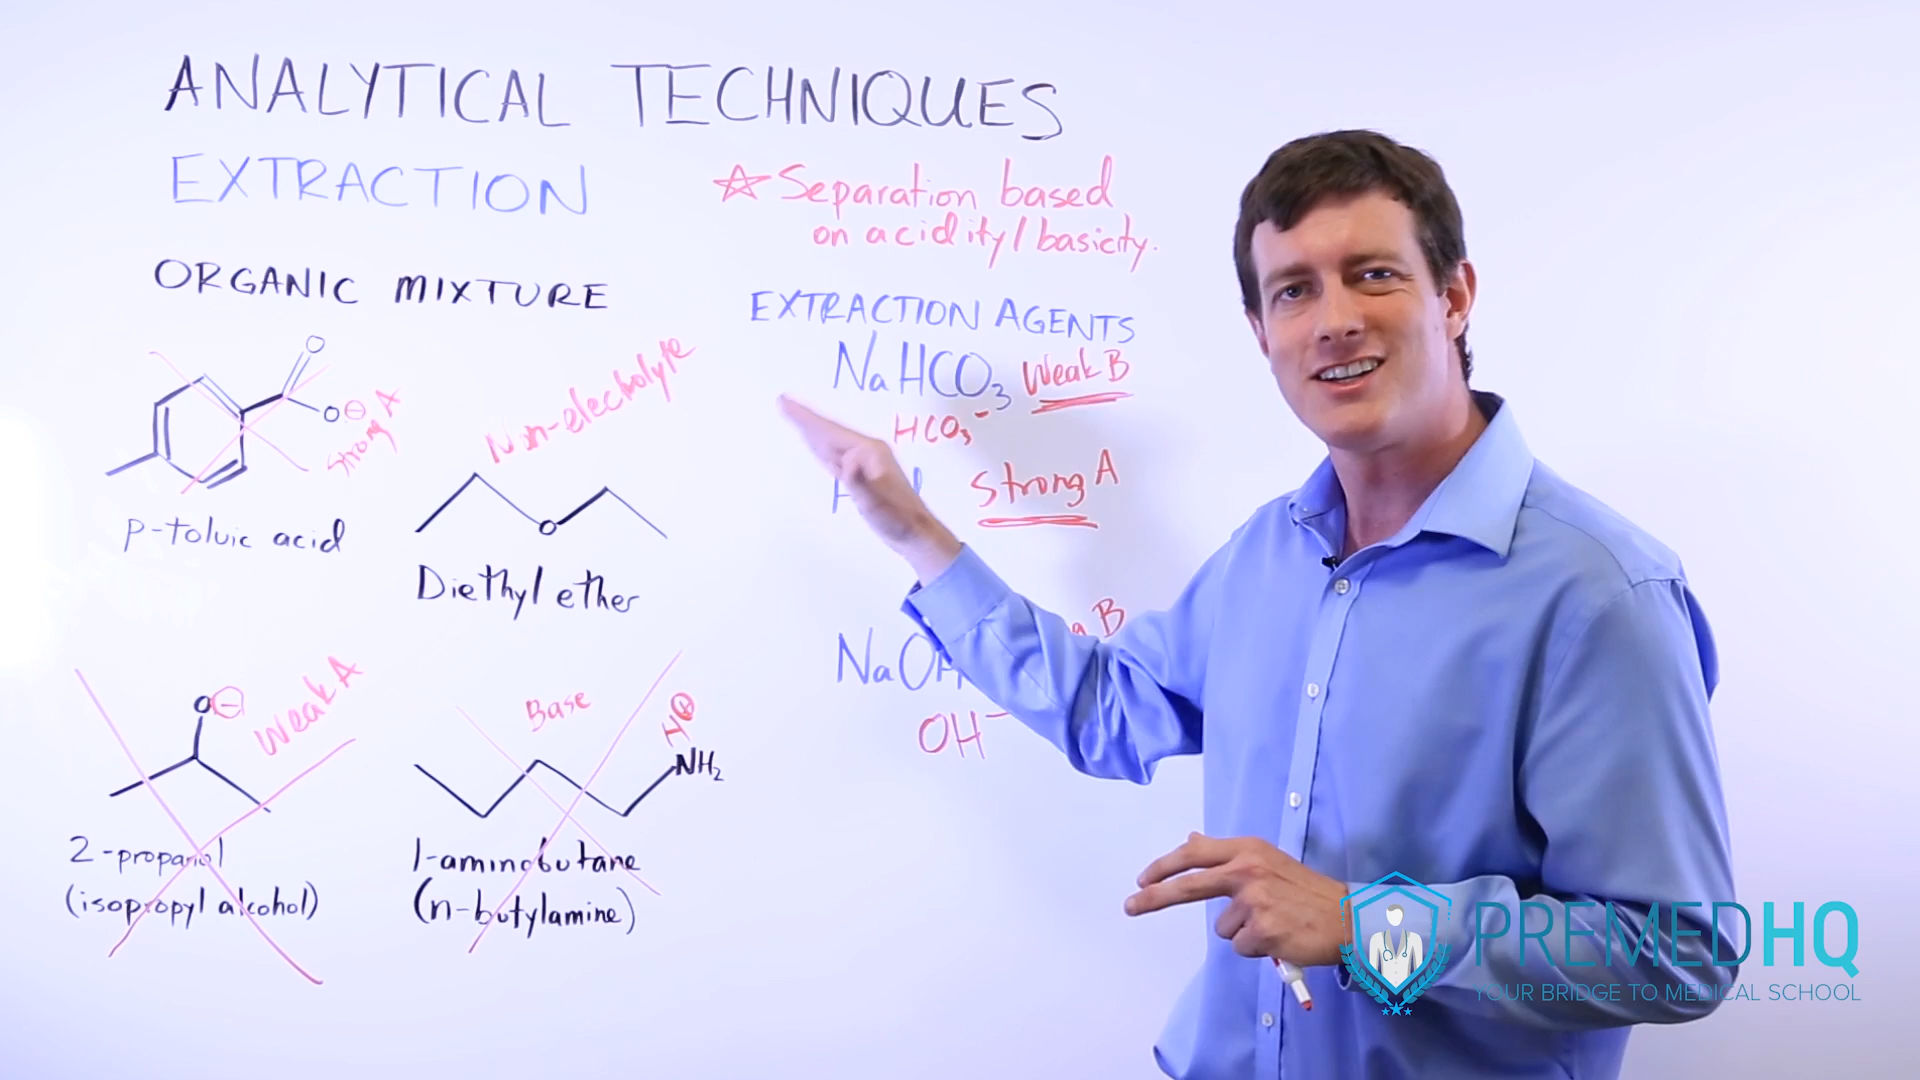 ANALYTICAL TECHNIQUES
EXTRACTION
☆ Separation based
on acidity/basicity.
ORGANIC MIXTURE
O
O⊖
Strong A
p-toluic acid
Non-electrolyte
O
Diethyl ether
O⊖
Weak A
2-propanol
(isopropyl alcohol)
Base
H⊕
NH₂
1-aminobutane
(n-butylamine)
EXTRACTION AGENTS
NaHCO₃ Weak B
HCO₃⁻
Strong A
B
NaOH
OH⁻
PREMEDHQ
YOUR BRIDGE TO MEDICAL SCHOOL